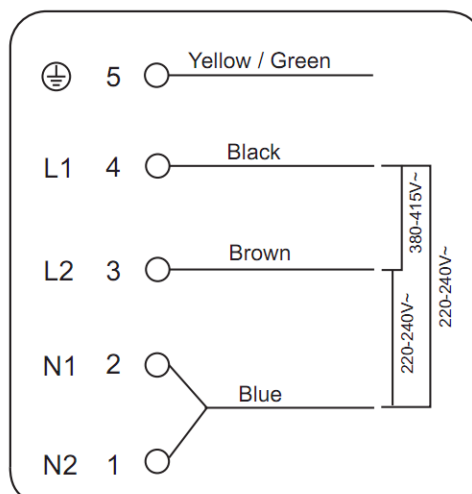 5 Yellow / Green
L1 4 Black
L2 3 Brown
N1 2
Blue
N2 1
380-415V~
220-240V~
220-240V~